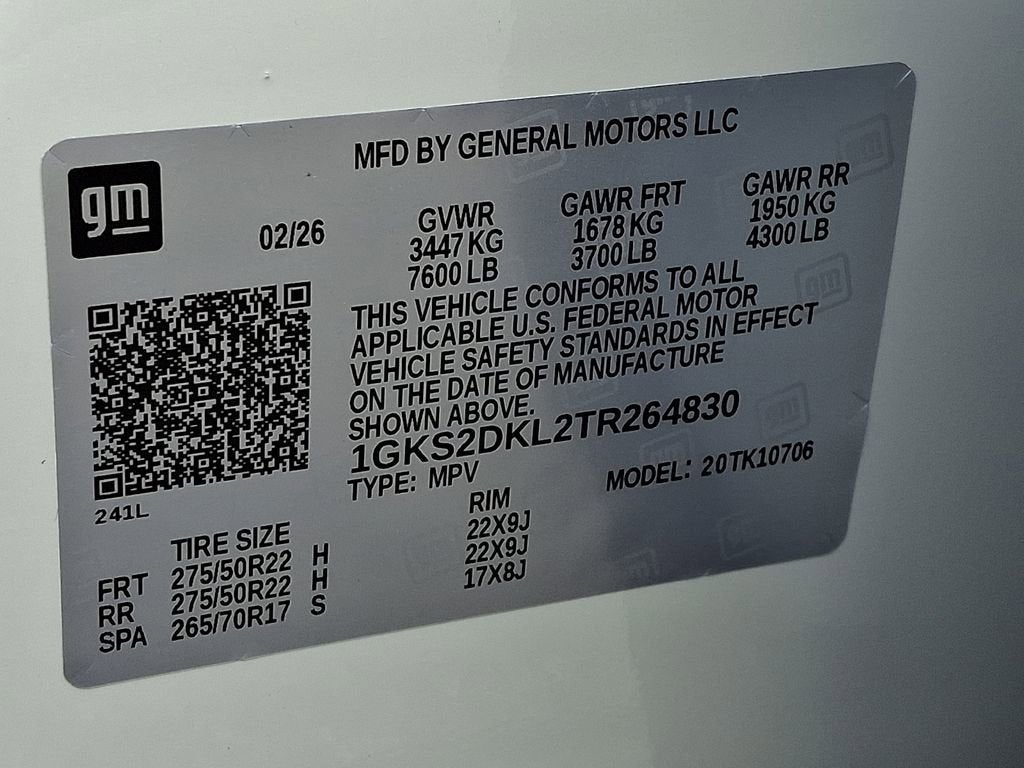 MFD BY GENERAL MOTORS LLC
gm
02/26
GVWR GAWR FRT GAWR RR
3447 KG 1678 KG 1950 KG
7600 LB 3700 LB 4300 LB
THIS VEHICLE CONFORMS TO ALL
APPLICABLE U.S. FEDERAL MOTOR
VEHICLE SAFETY STANDARDS IN EFFECT
ON THE DATE OF MANUFACTURE
SHOWN ABOVE.
1GKS2DKL2TR264830
TYPE: MPV MODEL: 20TK10706
241L
TIRE SIZE RIM
FRT 275/50R22 H 22X9J
RR 275/50R22 H 22X9J
SPA 265/70R17 S 17X8J